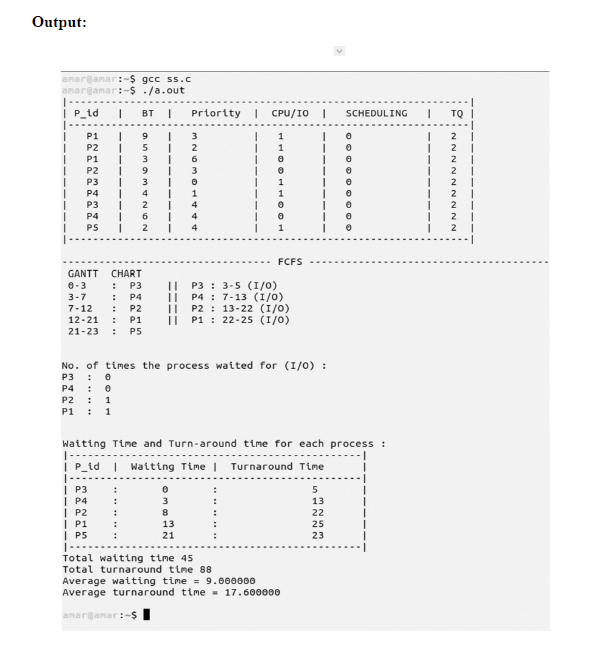 Output:
amar@amar:~$ gcc ss.c
amar@amar:~$ ./a.out
|-----------------------------------------------------------------|
| P_id | BT | Priority | CPU/IO | SCHEDULING | TQ |
|-----------------------------------------------------------------|
| P1 | 9 | 3 | 1 | 0 | 2 |
| P2 | 5 | 2 | 1 | 0 | 2 |
| P1 | 3 | 6 | 0 | 0 | 2 |
| P2 | 9 | 3 | 0 | 0 | 2 |
| P3 | 3 | 0 | 1 | 0 | 2 |
| P4 | 4 | 1 | 1 | 0 | 2 |
| P3 | 2 | 4 | 0 | 0 | 2 |
| P4 | 6 | 4 | 0 | 0 | 2 |
| P5 | 2 | 4 | 1 | 0 | 2 |
|-----------------------------------------------------------------|
---------------------------------- FCFS ---------------------------------------
GANTT CHART
0-3 : P3 || P3 : 3-5 (I/O)
3-7 : P4 || P4 : 7-13 (I/O)
7-12 : P2 || P2 : 13-22 (I/O)
12-21 : P1 || P1 : 22-25 (I/O)
21-23 : P5
No. of times the process waited for (I/O) :
P3 : 0
P4 : 0
P2 : 1
P1 : 1
Waiting Time and Turn-around time for each process :
|-----------------------------------------------|
| P_id | Waiting Time | Turnaround Time |
|-----------------------------------------------|
| P3 : 0 : 5 |
| P4 : 3 : 13 |
| P2 : 8 : 22 |
| P1 : 13 : 25 |
| P5 : 21 : 23 |
|-----------------------------------------------|
Total waiting time 45
Total turnaround time 88
Average waiting time = 9.000000
Average turnaround time = 17.600000
amar@amar:~$